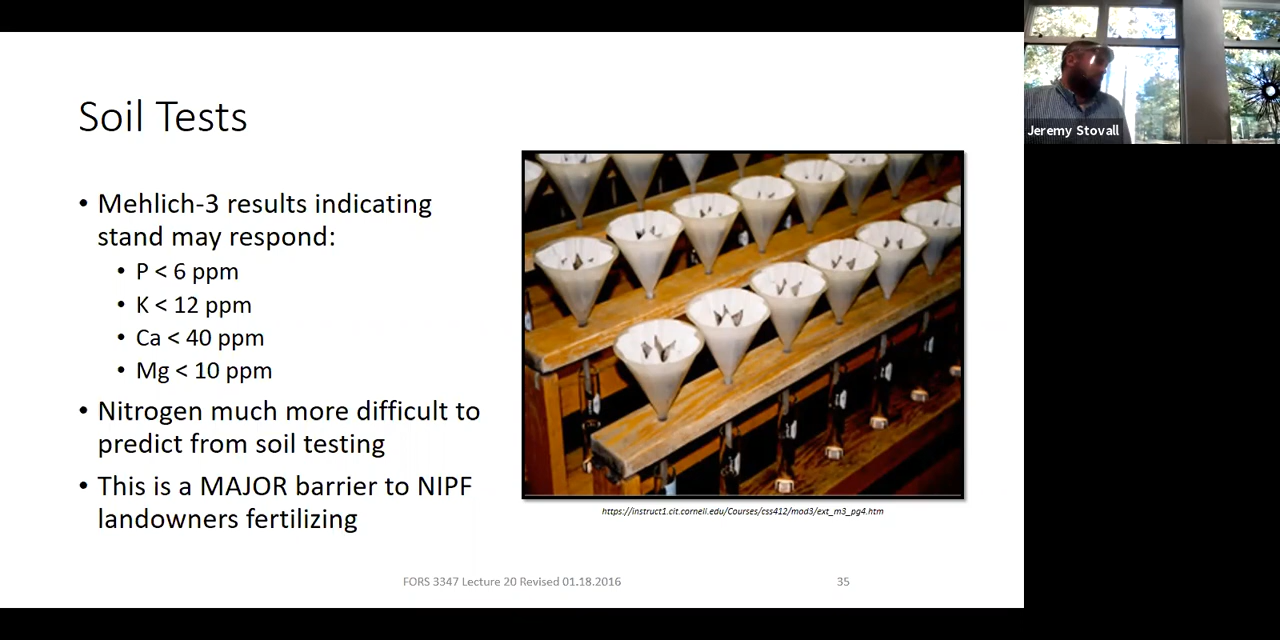 Soil Tests
• Mehlich-3 results indicating
stand may respond:
• P < 6 ppm
• K < 12 ppm
• Ca < 40 ppm
• Mg < 10 ppm
• Nitrogen much more difficult to
predict from soil testing
• This is a MAJOR barrier to NIPF
landowners fertilizing
https://instruct1.cit.cornell.edu/Courses/css412/mod3/ext_m3_pg4.htm
FORS 3347 Lecture 20 Revised 01.18.2016
35
Jeremy Stovall